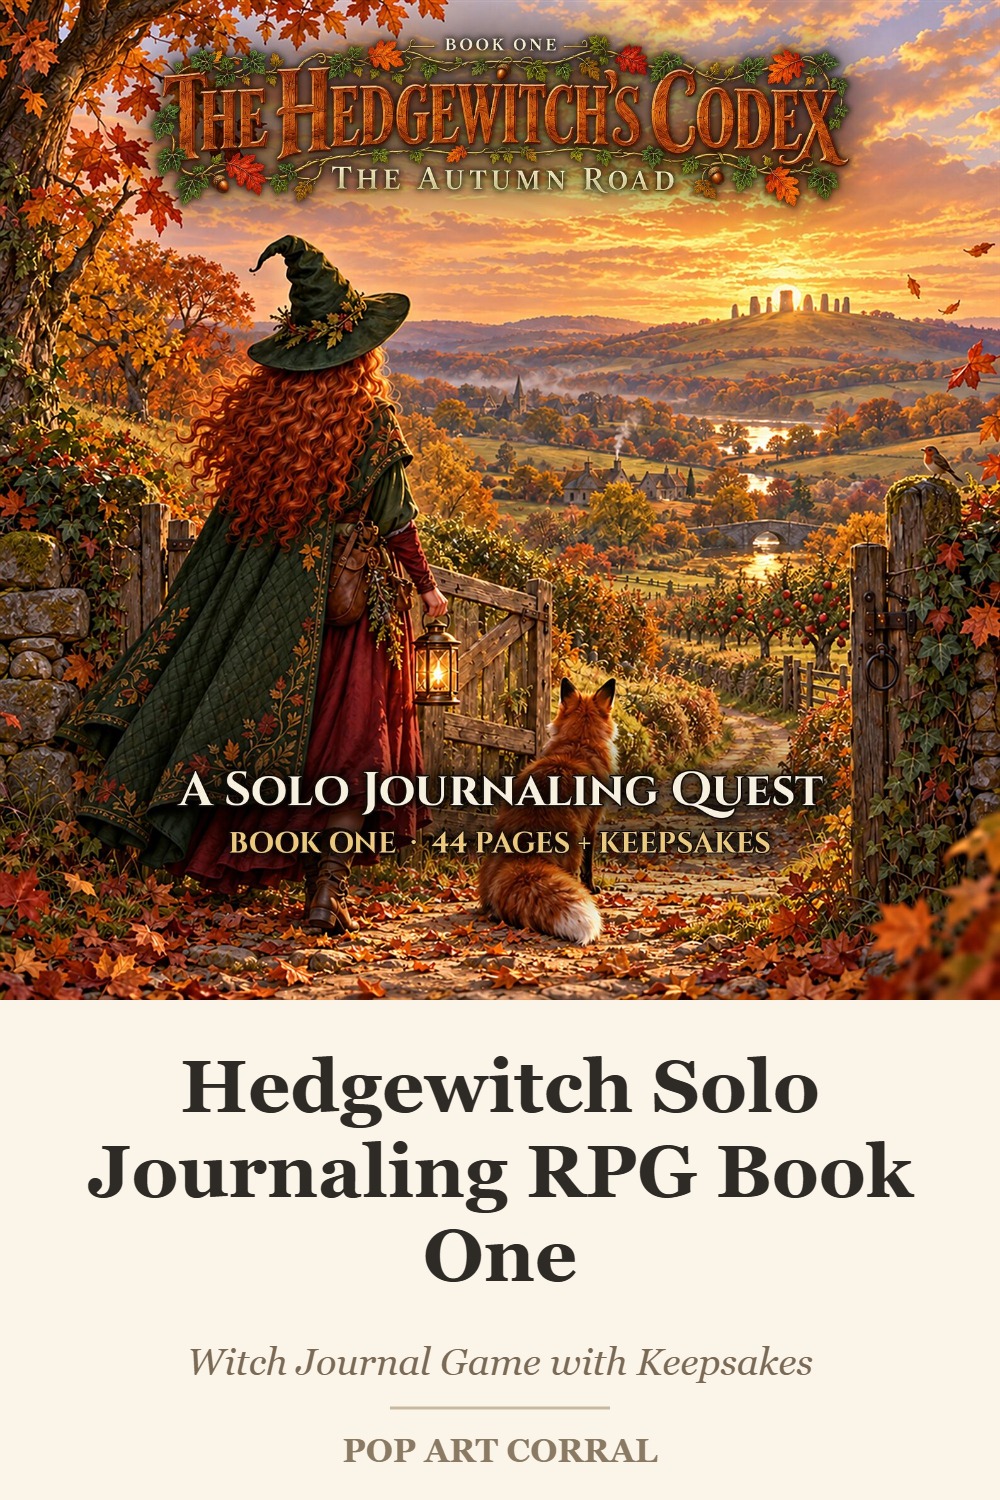 BOOK ONE
THE HEDGEWITCH'S CODEX
THE AUTUMN ROAD
A SOLO JOURNALING QUEST
BOOK ONE · 44 PAGES + KEEPSAKES
Hedgewitch Solo
Journaling RPG Book
One
Witch Journal Game with Keepsakes
POP ART CORRAL